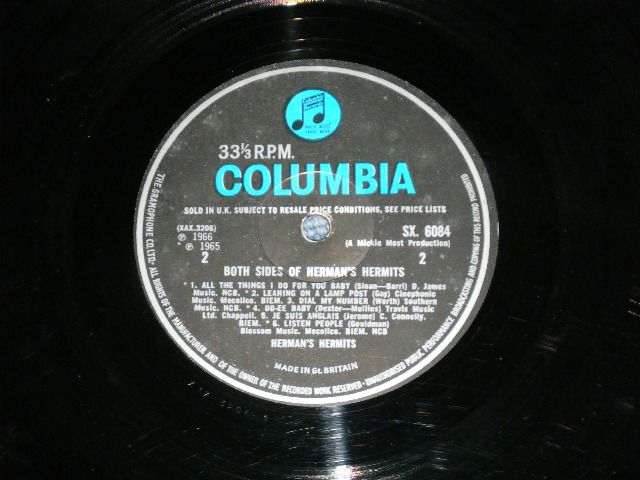 33⅓ R.P.M.
COLUMBIA
SOLD IN U.K. SUBJECT TO RESALE PRICE CONDITIONS, SEE PRICE LISTS
(XAX.3206)
℗ 1966
* ℗ 1965
2
SX. 6084
(A Mickie Most Production)
2
BOTH SIDES OF HERMAN'S HERMITS
* 1. ALL THE THINGS I DO FOR YOU BABY (Sloan—Barri) D. James
Music. NCB. * 2. LEANING ON A LAMP POST (Gay) Cinephonic
Music. Mecolico. BIEM. 3. DIAL MY NUMBER (Worth) Southern
Music. NCB. * 4. OO-EE BABY (Dexter—Mullins) Travis Music
Ltd. Chappell. 5. JE SUIS ANGLAIS (Jerome) C. Connelly.
BIEM. * 6. LISTEN PEOPLE (Gouldman)
Blossom Music. Mecolico. BIEM. NCB
HERMAN'S HERMITS
MADE IN Gt. BRITAIN
THE GRAMOPHONE CO. LTD. · ALL RIGHTS OF THE MANUFACTURER AND OF THE OWNER OF THE RECORDED WORK RESERVED · UNAUTHORISED PUBLIC PERFORMANCE BROADCASTING AND COPYING OF THIS RECORD PROHIBITED